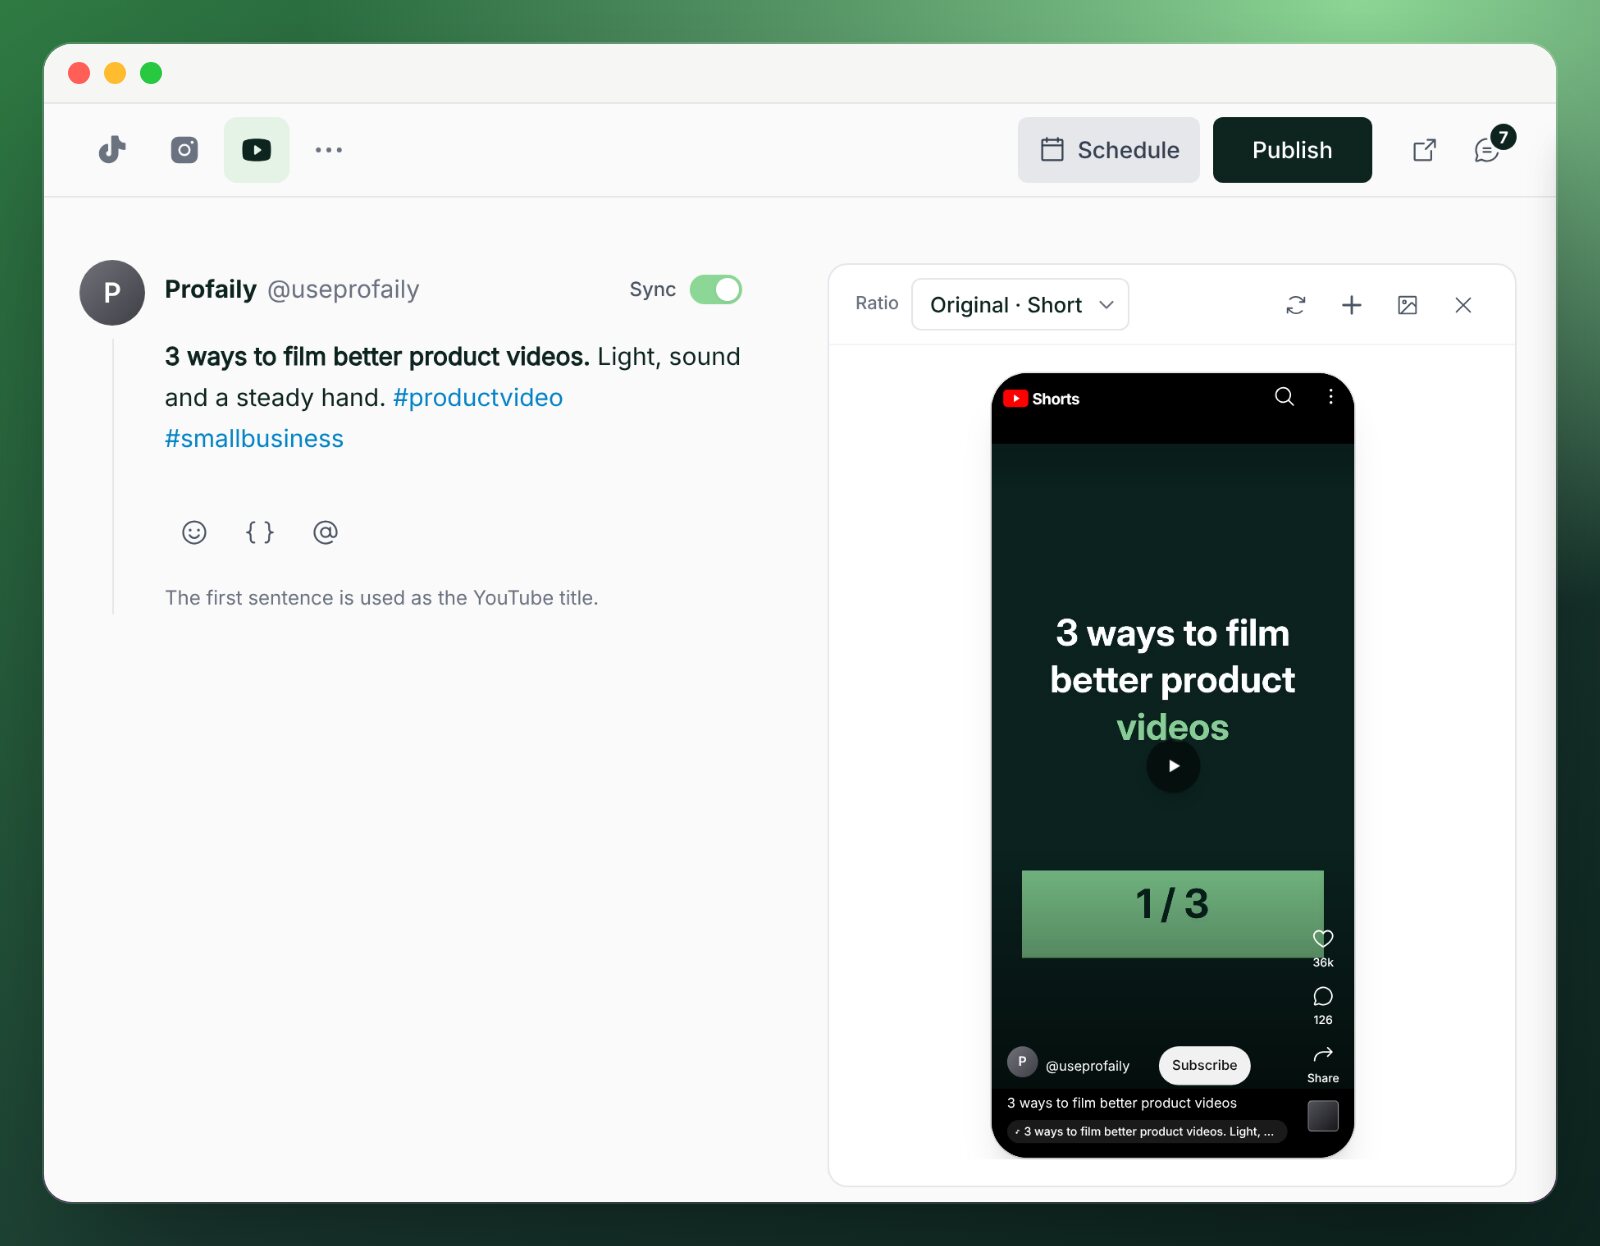 Schedule
Publish
7
P
Profaily @useprofaily
Sync
3 ways to film better product videos. Light, sound
and a steady hand. #productvideo
#smallbusiness
{ }
@
The first sentence is used as the YouTube title.
Ratio
Original · Short
Shorts
3 ways to film
better product
videos
1 / 3
36k
126
Share
P
@useprofaily
Subscribe
3 ways to film better product videos
3 ways to film better product videos. Light, ...